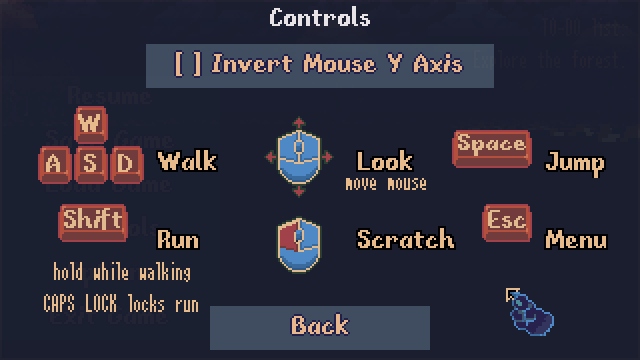 Controls
[ ] Invert Mouse Y Axis
W
A S D Walk
Look
move mouse
Space Jump
Shift Run
hold while walking
CAPS LOCK locks run
Scratch
Esc Menu
Back
Resume